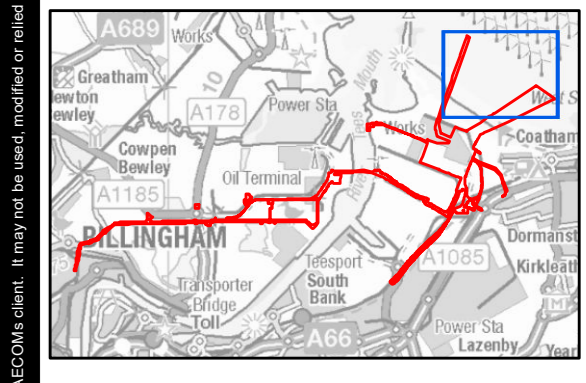 AECOMs client. It may not be used, modified or relied
A689
Works
Greatham
ewton
ewley
10
A178
Power Sta
Mouth
Tees
Works
West S
Coatham
Cowpen
Bewley
Oil Terminal
River
A1185
BILLINGHAM
Dormanst
Kirkleat
Teesport
A1085
South
Bank
Transporter
Bridge
Toll
A66
Power Sta
Lazenby
Year